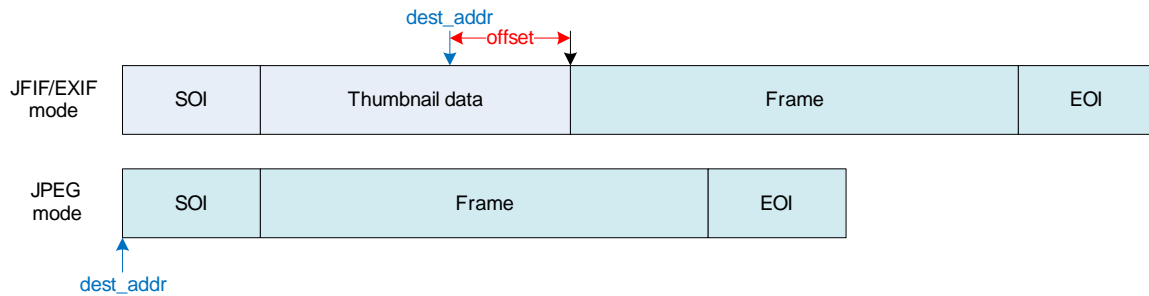 dest_addr
offset
JFIF/EXIF
mode
SOI
Thumbnail data
Frame
EOI
JPEG
mode
SOI
Frame
EOI
dest_addr